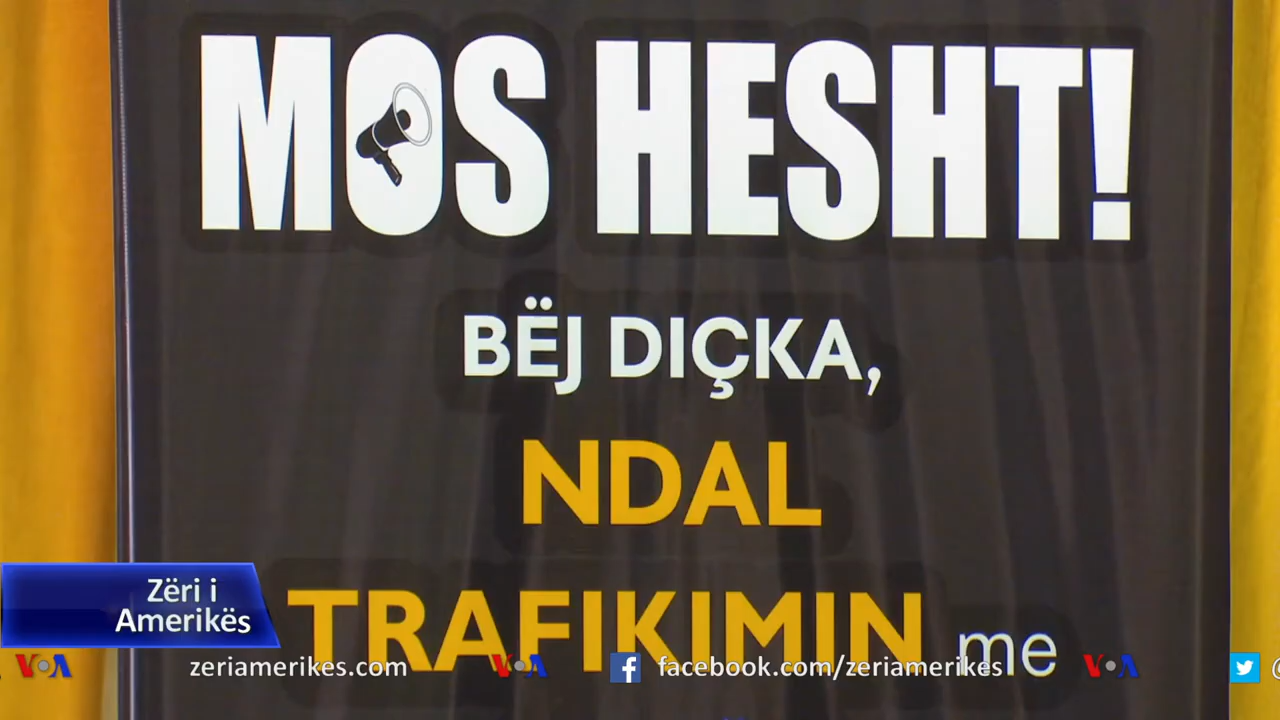 MOS HESHT!
BËJ DIÇKA,
NDAL
TRAFIKIMIN me
Zëri i
Amerikës
VOA zeriamerikes.com VOA facebook.com/zeriamerikes VOA